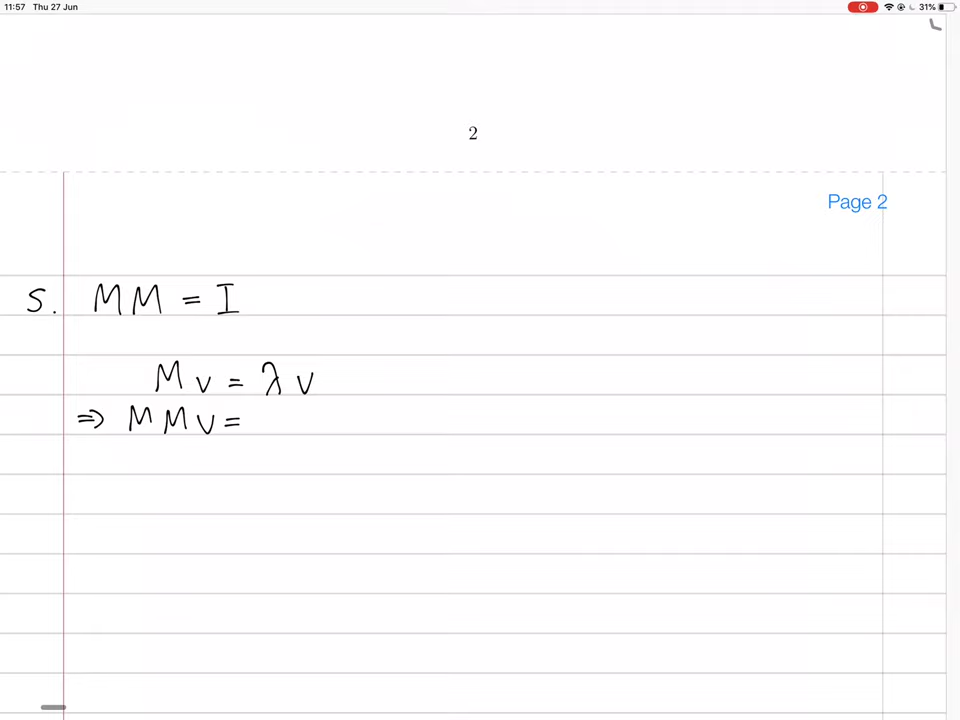 11:57 Thu 27 Jun 31%
2
Page 2
5. MM = I
Mv = λv
⇒ MMv =